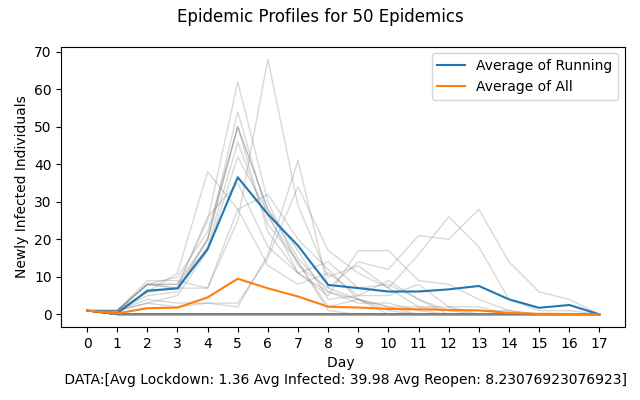 Epidemic Profiles for 50 Epidemics
Newly Infected Individuals
70
60
50
40
30
20
10
0
Average of Running
Average of All
0 1 2 3 4 5 6 7 8 9 10 11 12 13 14 15 16 17
Day
DATA:[Avg Lockdown: 1.36 Avg Infected: 39.98 Avg Reopen: 8.23076923076923]